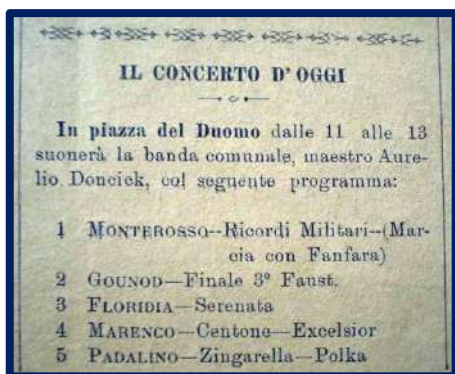 IL CONCERTO D' OGGI
In piazza del Duomo dalle 11 alle 13
suonerà la banda comunale, maestro Aure-
lio Doncick, col seguente programma:
1 MONTEROSSO--Ricordi Militari--(Mar-
cia con Fanfara)
2 GOUNOD—Finale 3º Faust.
3 FLORIDIA—Serenata
4 MARENCO—Centone—Excelsior
5 PADALINO—Zingarella—Polka